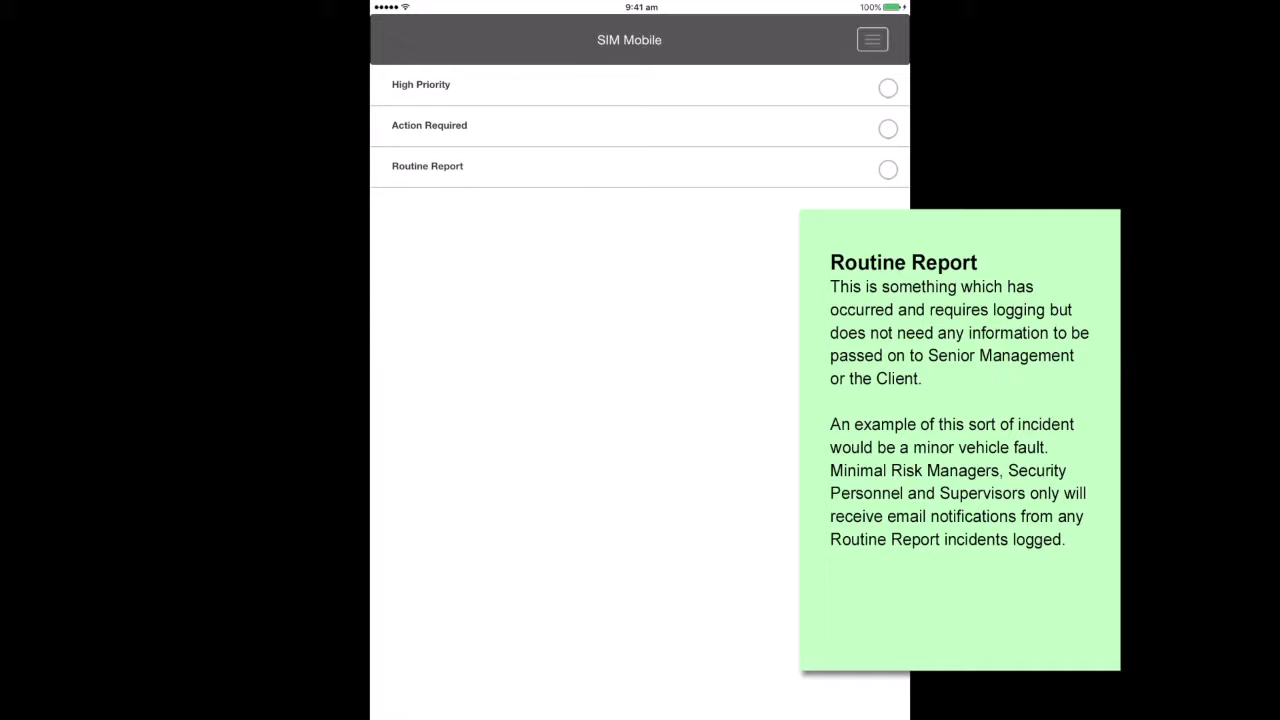 9:41 am
100%
SIM Mobile
High Priority
Action Required
Routine Report
Routine Report
This is something which has
occurred and requires logging but
does not need any information to be
passed on to Senior Management
or the Client.
An example of this sort of incident
would be a minor vehicle fault.
Minimal Risk Managers, Security
Personnel and Supervisors only will
receive email notifications from any
Routine Report incidents logged.